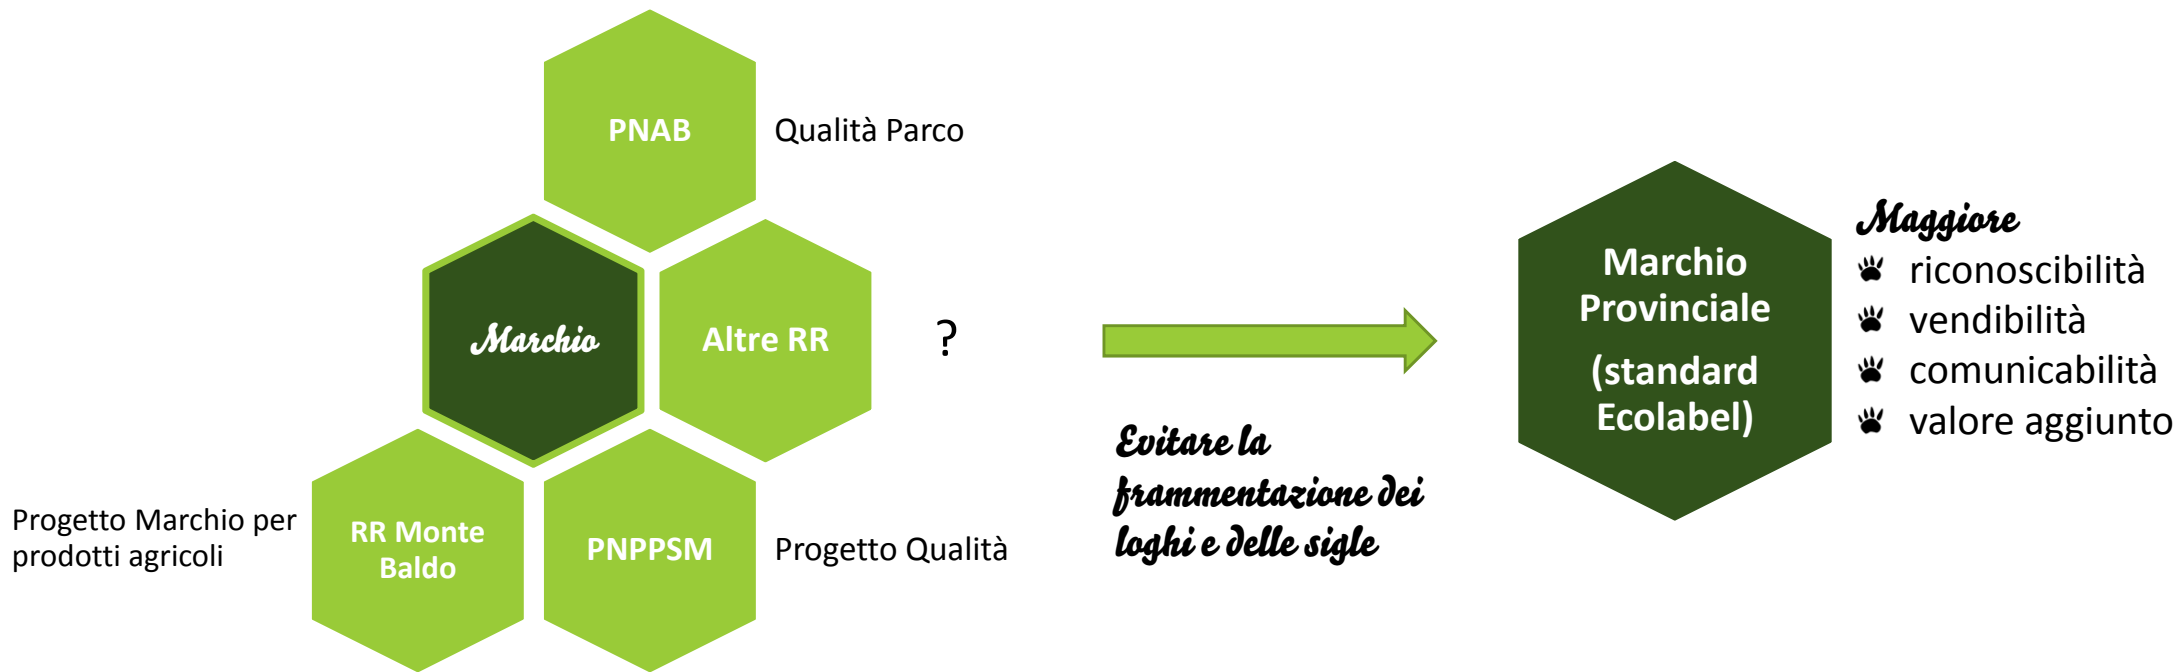 PNAB
Qualità Parco
Marchio
Altre RR
?
Progetto Marchio per
prodotti agricoli
RR Monte
Baldo
PNPPSM
Progetto Qualità
Evitare la
frammentazione dei
loghi e delle sigle
Marchio
Provinciale
(standard
Ecolabel)
Maggiore
riconoscibilità
vendibilità
comunicabilità
valore aggiunto